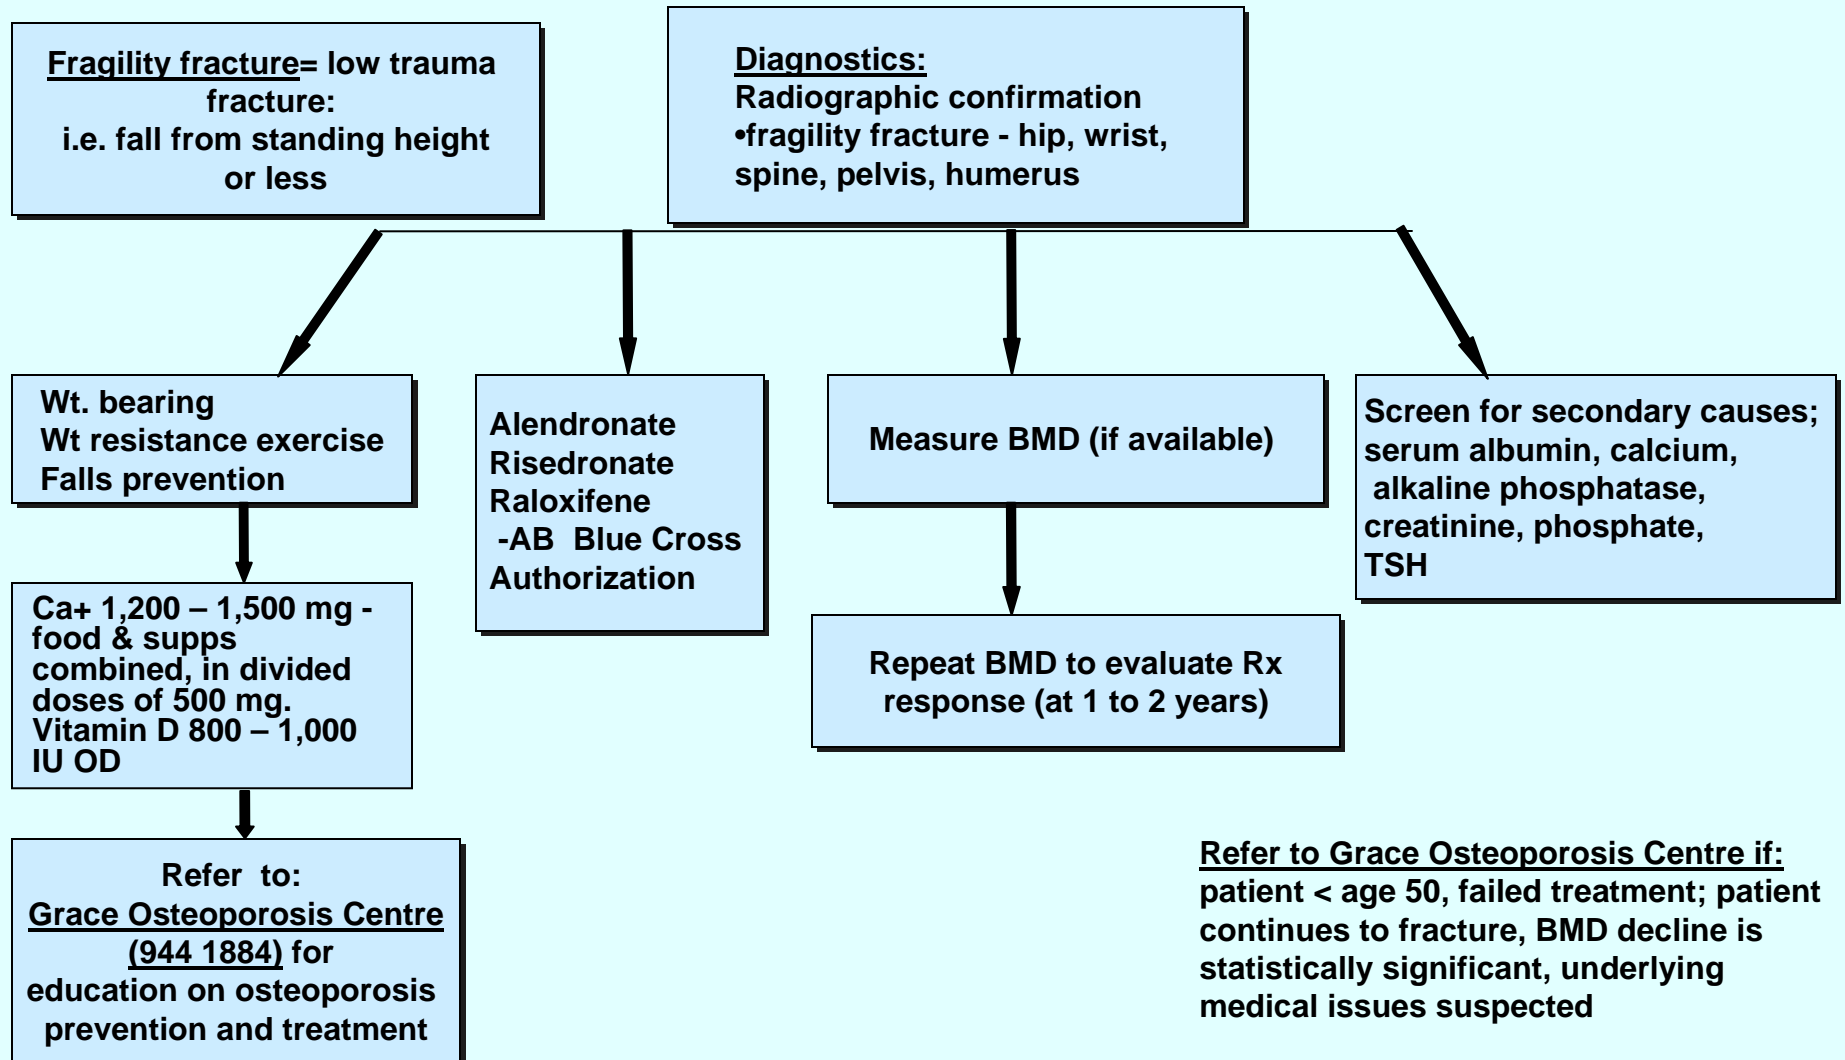 Fragility fracture= low trauma
fracture:
i.e. fall from standing height
or less
Diagnostics:
Radiographic confirmation
•fragility fracture - hip, wrist,
spine, pelvis, humerus
Wt. bearing
Wt resistance exercise
Falls prevention
Alendronate
Risedronate
Raloxifene
-AB Blue Cross
Authorization
Measure BMD (if available)
Screen for secondary causes;
serum albumin, calcium,
alkaline phosphatase,
creatinine, phosphate,
TSH
Ca+ 1,200 – 1,500 mg -
food & supps
combined, in divided
doses of 500 mg.
Vitamin D 800 – 1,000
IU OD
Repeat BMD to evaluate Rx
response (at 1 to 2 years)
Refer to:
Grace Osteoporosis Centre
(944 1884) for
education on osteoporosis
prevention and treatment
Refer to Grace Osteoporosis Centre if:
patient < age 50, failed treatment; patient
continues to fracture, BMD decline is
statistically significant, underlying
medical issues suspected